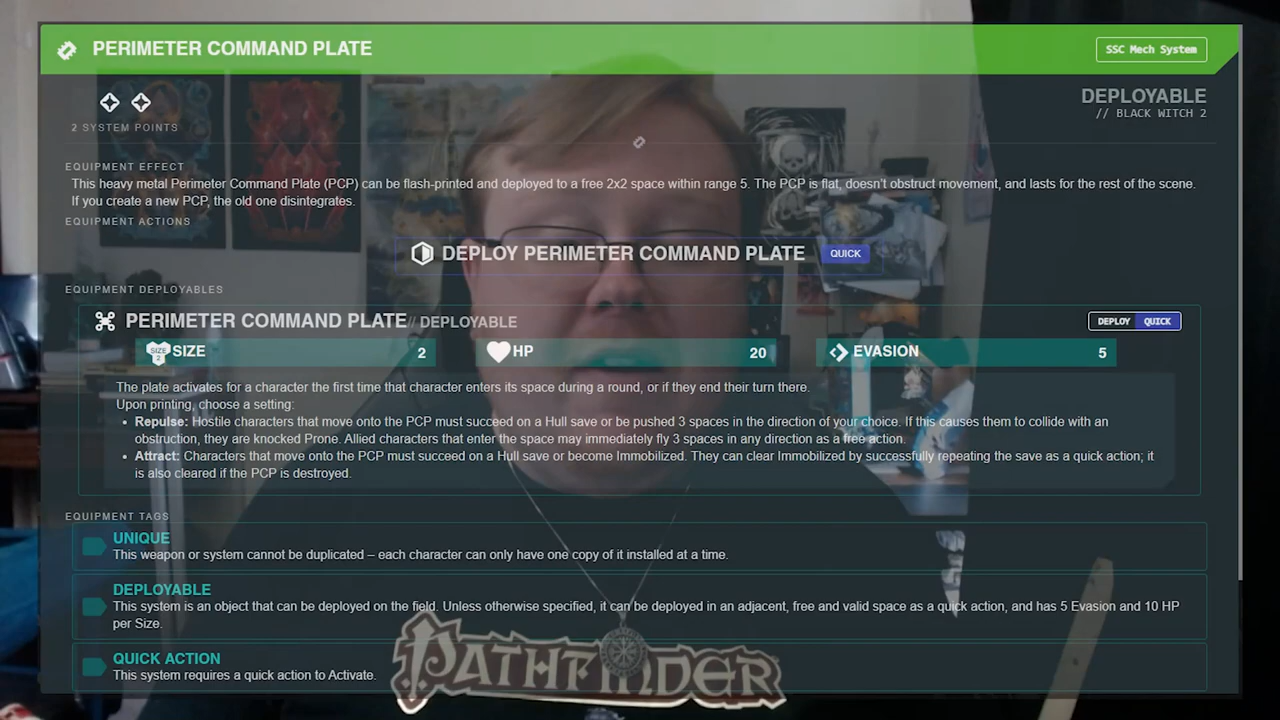 PERIMETER COMMAND PLATE
SSC Mech System
2 SYSTEM POINTS
DEPLOYABLE
// BLACK WITCH 2
EQUIPMENT EFFECT
This heavy metal Perimeter Command Plate (PCP) can be flash-printed and deployed to a free 2x2 space within range 5. The PCP is flat, doesn't obstruct movement, and lasts for the rest of the scene.
If you create a new PCP, the old one disintegrates.
EQUIPMENT ACTIONS
DEPLOY PERIMETER COMMAND PLATE QUICK
EQUIPMENT DEPLOYABLES
PERIMETER COMMAND PLATE// DEPLOYABLE
DEPLOY QUICK
SIZE 2 SIZE 2 HP 20 EVASION 5
The plate activates for a character the first time that character enters its space during a round, or if they end their turn there.
Upon printing, choose a setting:
• Repulse: Hostile characters that move onto the PCP must succeed on a Hull save or be pushed 3 spaces in the direction of your choice. If this causes them to collide with an
obstruction, they are knocked Prone. Allied characters that enter the space may immediately fly 3 spaces in any direction as a free action.
• Attract: Characters that move onto the PCP must succeed on a Hull save or become Immobilized. They can clear Immobilized by successfully repeating the save as a quick action; it
is also cleared if the PCP is destroyed.
EQUIPMENT TAGS
UNIQUE
This weapon or system cannot be duplicated – each character can only have one copy of it installed at a time.
DEPLOYABLE
This system is an object that can be deployed on the field. Unless otherwise specified, it can be deployed in an adjacent, free and valid space as a quick action, and has 5 Evasion and 10 HP
per Size.
QUICK ACTION
This system requires a quick action to Activate.
PATHFINDER